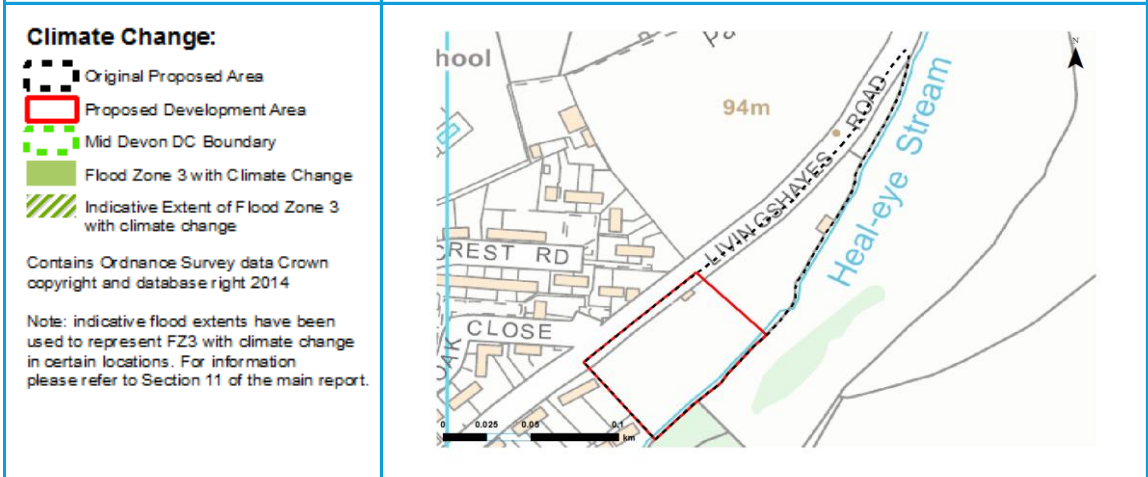 Climate Change:
Original Proposed Area
Proposed Development Area
Mid Devon DC Boundary
Flood Zone 3 with Climate Change
Indicative Extent of Flood Zone 3
with climate change
Contains Ordnance Survey data Crown
copyright and database right 2014
Note: indicative flood extents have been
used to represent FZ3 with climate change
in certain locations. For information
please refer to Section 11 of the main report.
hool
Pa
N
94m
LIVINGSHAYES ROAD
Heal-eye Stream
CREST RD
OAK CLOSE
0 0.025 0.05 0.1
km